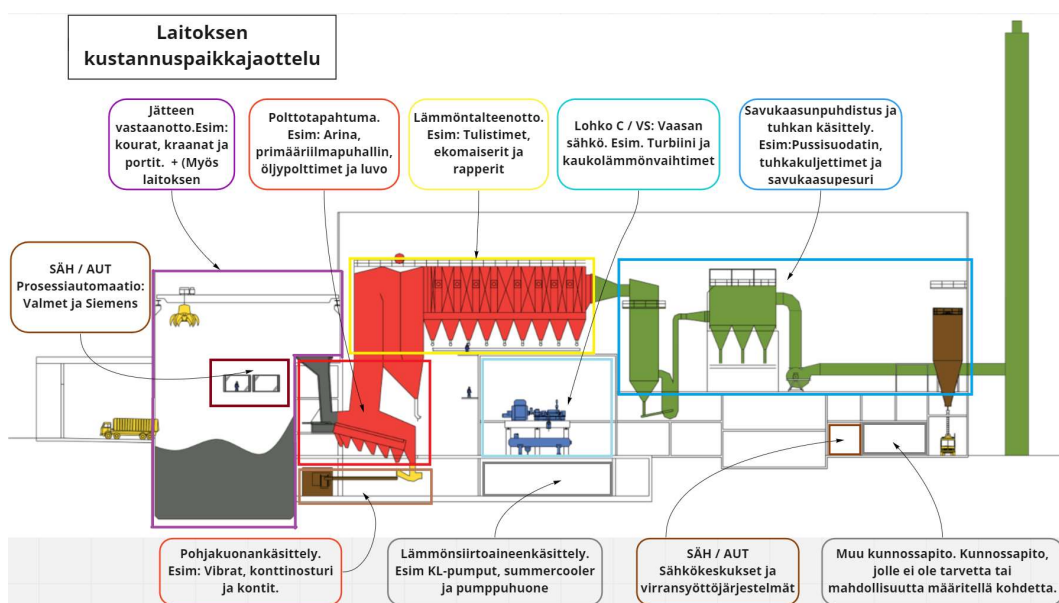 Laitoksen
kustannuspaikkajaottelu
Jätteen
vastaanotto.Esim:
kourat, kraanat ja
portit.  + (Myös
laitoksen
Polttotapahtuma.
Esim: Arina,
primääriilmapuhallin,
öljypolttimet ja luvo
Lämmöntalteenotto.
Esim: Tulistimet,
ekomaiserit ja
rapperit
Lohko C / VS: Vaasan
sähkö. Esim. Turbiini ja
kaukolämmönvaihtimet
Savukaasunpuhdistus ja
tuhkan käsittely.
Esim:Pussisuodatin,
tuhkakuljettimet ja
savukaasupesuri
SÄH / AUT
Prosessiautomaatio:
Valmet ja Siemens
Pohjakuonankäsittely.
Esim: Vibrat, konttinosturi
ja kontit.
Lämmönsiirtoaineenkäsittely.
Esim KL-pumput, summercooler
ja pumppuhuone
SÄH / AUT
Sähkökeskukset ja
virransyöttöjärjestelmät
Muu kunnossapito. Kunnossapito,
jolle ei ole tarvetta tai
mahdollisuutta määritellä kohdetta.